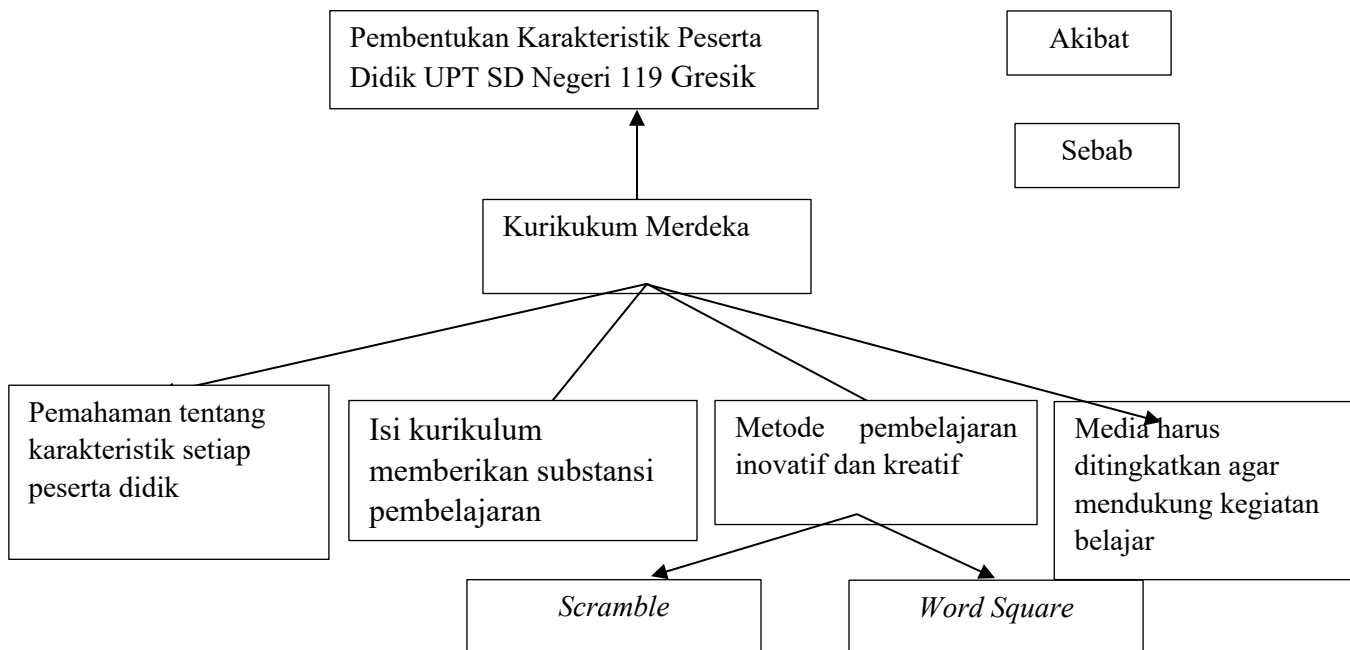 Pembentukan Karakteristik Peserta
Didik UPT SD Negeri 119 Gresik
Akibat
Sebab
Kurikukum Merdeka
Pemahaman tentang
karakteristik setiap
peserta didik
Isi kurikulum
memberikan substansi
pembelajaran
Metode pembelajaran
inovatif dan kreatif
Media harus
ditingkatkan agar
mendukung kegiatan
belajar
Scramble
Word Square